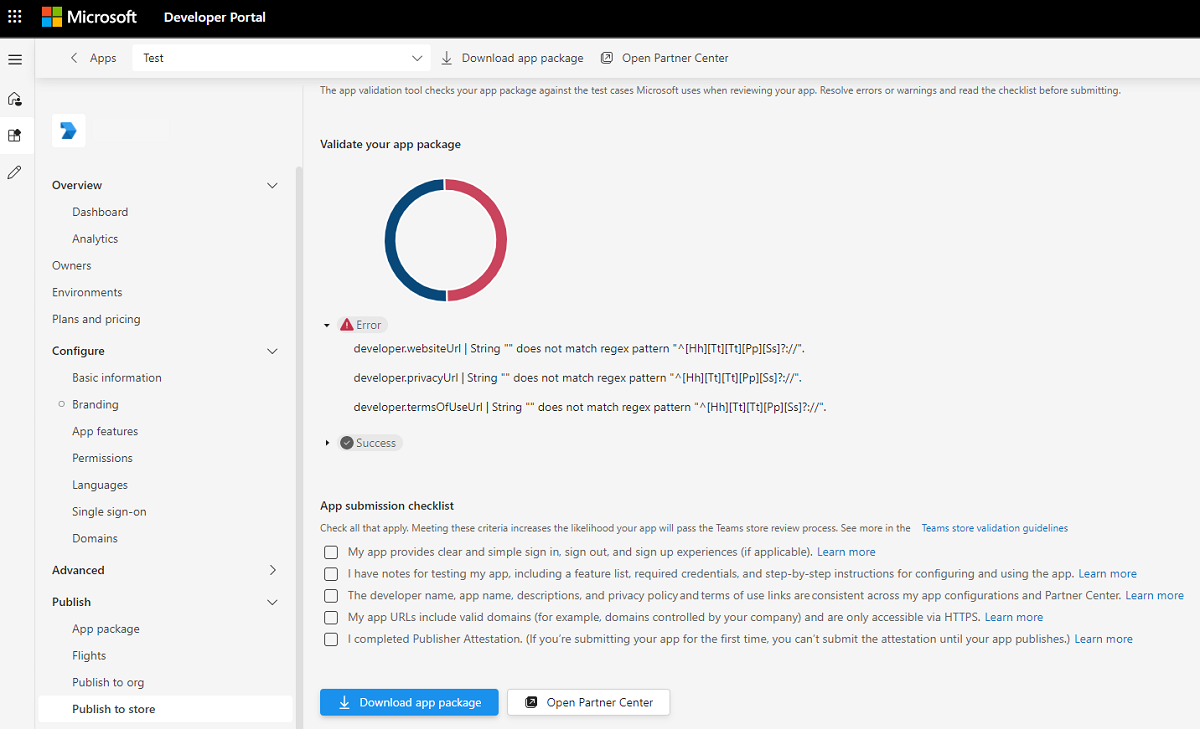 Microsoft Developer Portal
Apps Test Download app package Open Partner Center
The app validation tool checks your app package against the test cases Microsoft uses when reviewing your app. Resolve errors or warnings and read the checklist before submitting.
Validate your app package
Overview
Dashboard
Analytics
Owners
Environments
Plans and pricing
Configure
Basic information
Branding
App features
Permissions
Languages
Single sign-on
Domains
Advanced
Publish
App package
Flights
Publish to org
Publish to store
Error
developer.websiteUrl | String "" does not match regex pattern "^[Hh][Tt][Tt][Pp][Ss]?://".
developer.privacyUrl | String "" does not match regex pattern "^[Hh][Tt][Tt][Pp][Ss]?://".
developer.termsOfUseUrl | String "" does not match regex pattern "^[Hh][Tt][Tt][Pp][Ss]?://".
Success
App submission checklist
Check all that apply. Meeting these criteria increases the likelihood your app will pass the Teams store review process. See more in the Teams store validation guidelines
My app provides clear and simple sign in, sign out, and sign up experiences (if applicable). Learn more
I have notes for testing my app, including a feature list, required credentials, and step-by-step instructions for configuring and using the app. Learn more
The developer name, app name, descriptions, and privacy policy and terms of use links are consistent across my app configurations and Partner Center. Learn more
My app URLs include valid domains (for example, domains controlled by your company) and are only accessible via HTTPS. Learn more
I completed Publisher Attestation. (If you're submitting your app for the first time, you can't submit the attestation until your app publishes.) Learn more
Download app package Open Partner Center